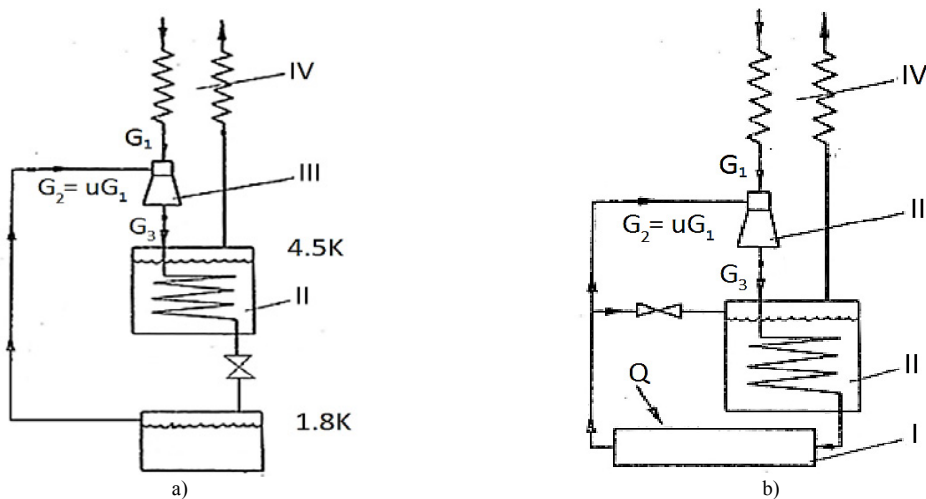 IV
G₁
III
G₂= uG₁
G₃
4.5K
II
1.8K
a)
IV
G₁
II
G₂= uG₁
G₃
II
Q
I
b)